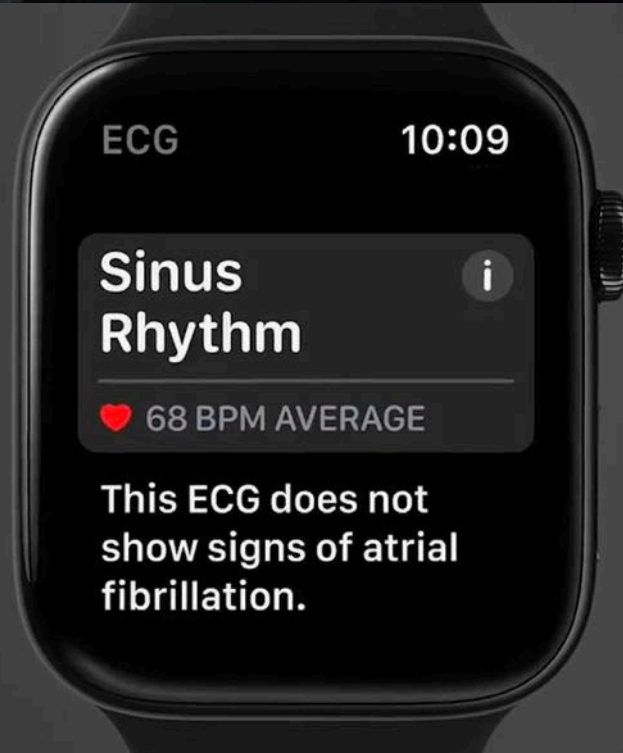 ECG
10:09
Sinus
Rhythm
i
68 BPM AVERAGE
This ECG does not
show signs of atrial
fibrillation.